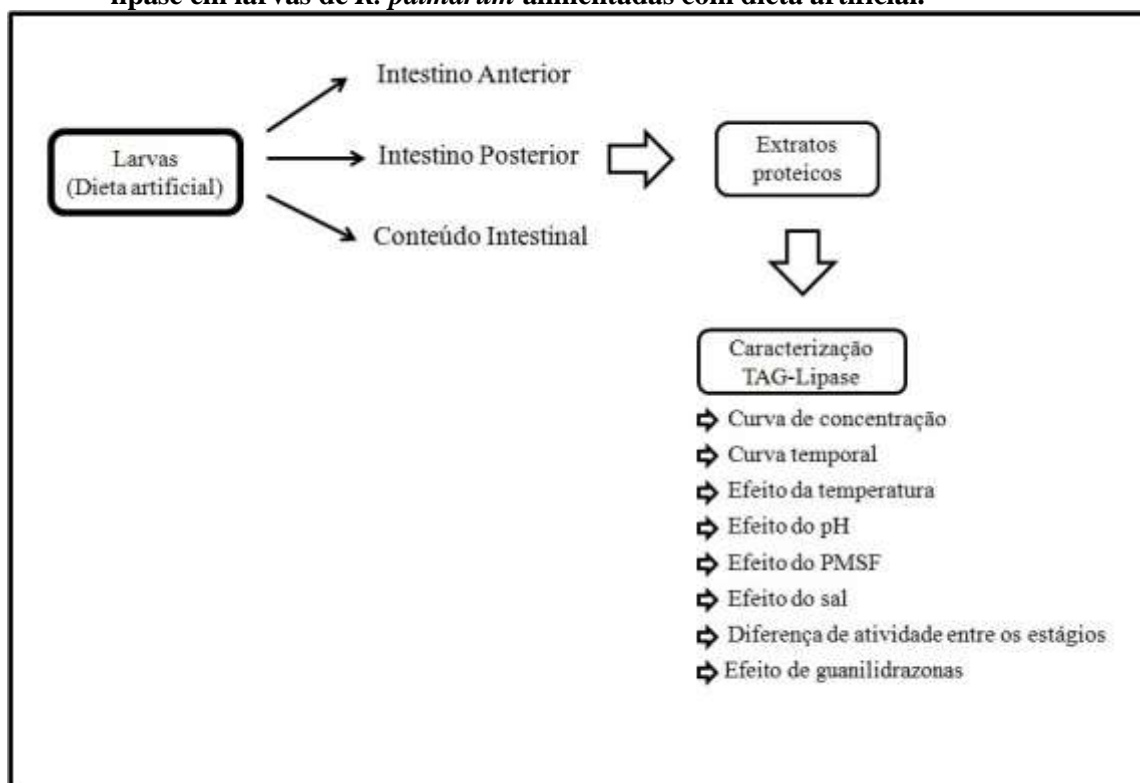 lipase em larvas de R. palmarum alimentadas com dieta artificial.
Intestino Anterior
Larvas
(Dieta artificial)
Intestino Posterior
Conteúdo Intestinal
Extratos
proteicos
Caracterização
TAG-Lipase
Curva de concentração
Curva temporal
Efeito da temperatura
Efeito do pH
Efeito do PMSF
Efeito do sal
Diferença de atividade entre os estágios
Efeito de guanilidrazonas